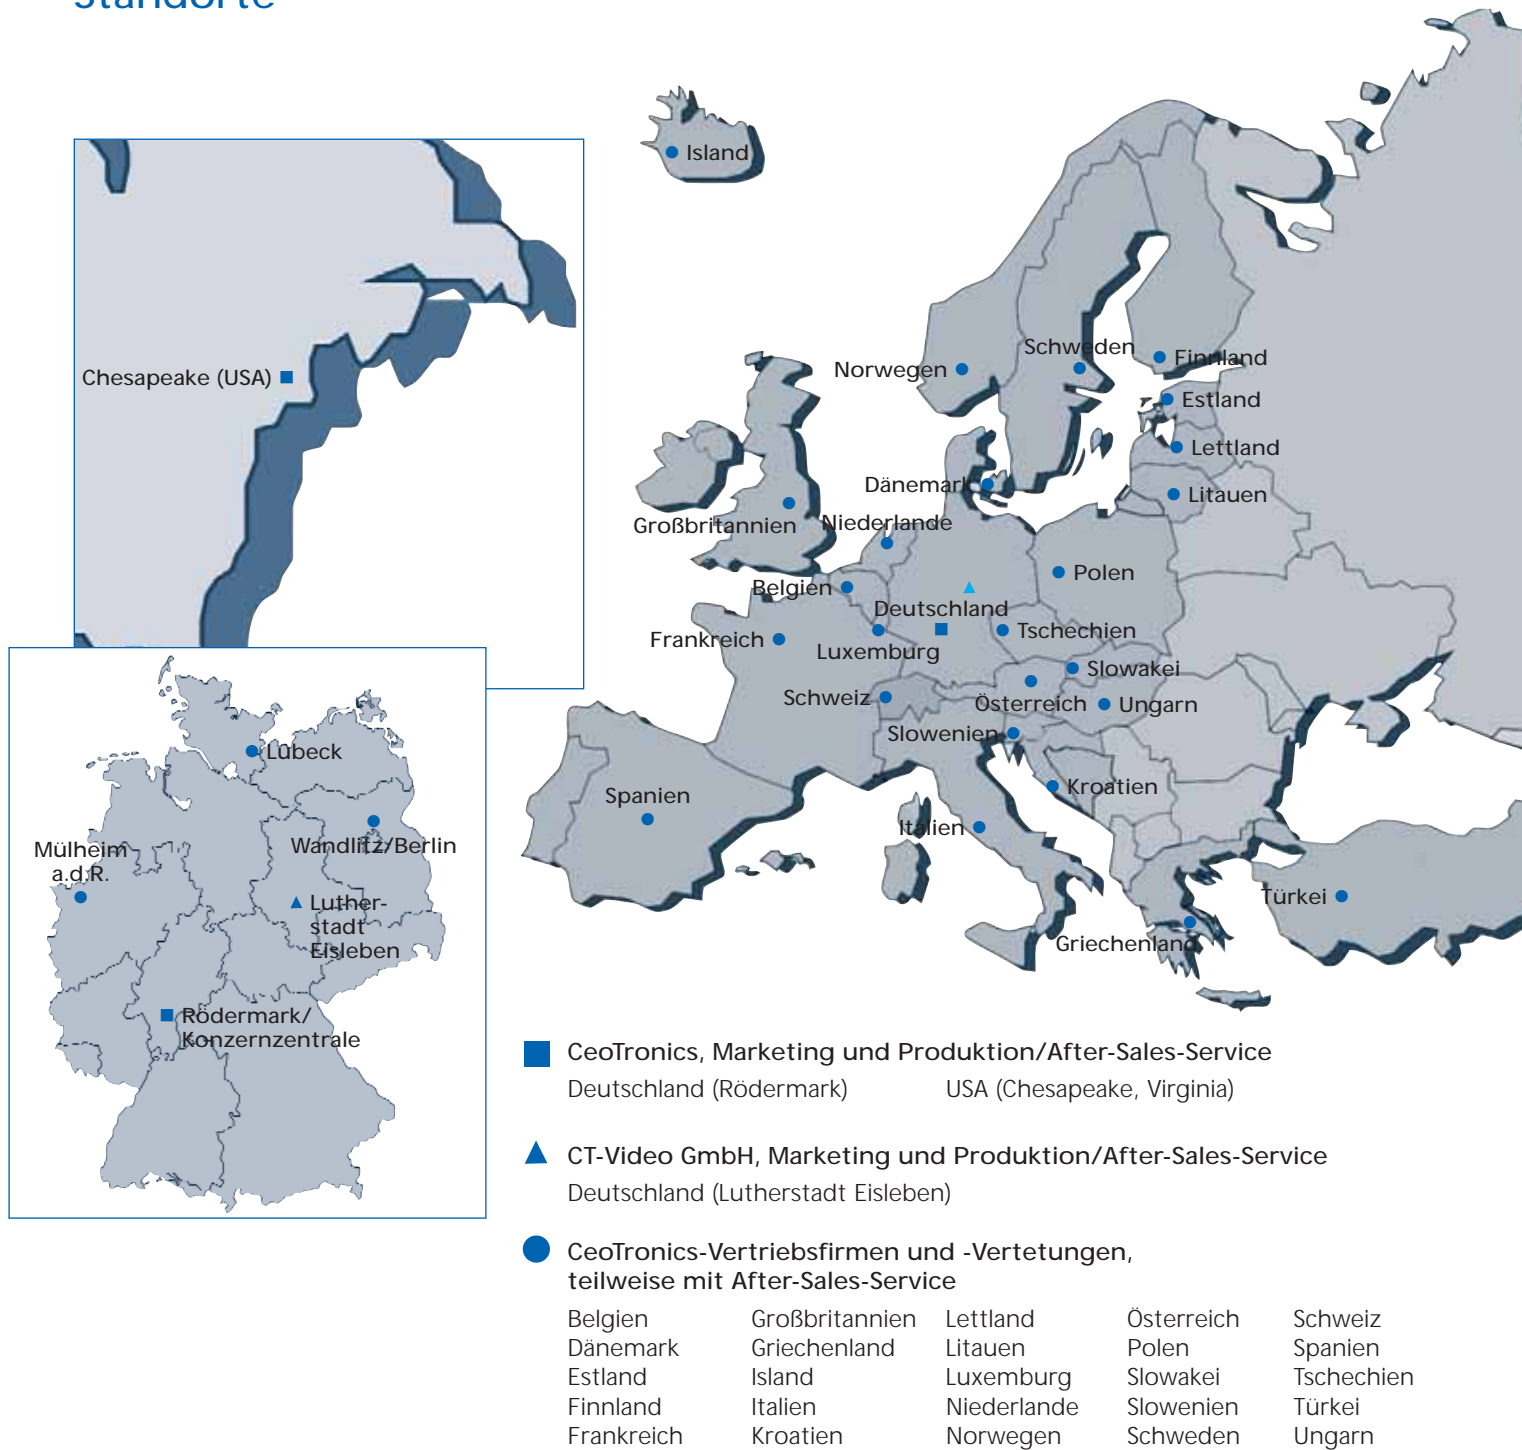 Standorte
Island
Chesapeake (USA)
Norwegen
Schweden
Finnland
Estland
Lettland
Dänemark
Litauen
Großbritannien
Niederlande
Belgien
Polen
Deutschland
Frankreich
Luxemburg
Tschechien
Slowakei
Schweiz
Österreich
Ungarn
Slowenien
Kroatien
Spanien
Italien
Türkei
Griechenland
Lübeck
Wandlitz/Berlin
Mülheim
a.d.R.
Luther-
stadt
Eisleben
Rödermark/
Konzernzentrale
CeoTronics, Marketing und Produktion/After-Sales-Service
Deutschland (Rödermark) USA (Chesapeake, Virginia)
CT-Video GmbH, Marketing und Produktion/After-Sales-Service
Deutschland (Lutherstadt Eisleben)
CeoTronics-Vertriebsfirmen und -Vertetungen,
teilweise mit After-Sales-Service
Belgien Großbritannien Lettland Österreich Schweiz
Dänemark Griechenland Litauen Polen Spanien
Estland Island Luxemburg Slowakei Tschechien
Finnland Italien Niederlande Slowenien Türkei
Frankreich Kroatien Norwegen Schweden Ungarn